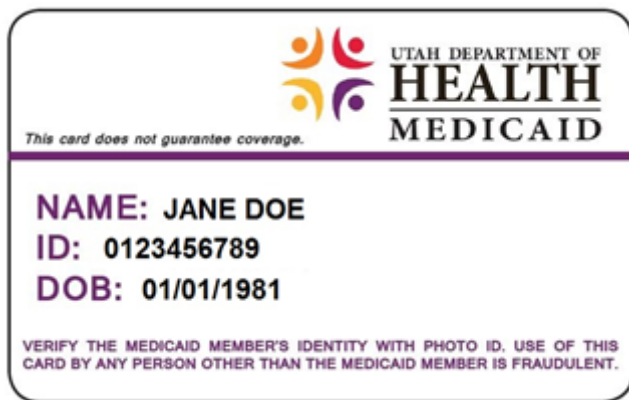 UTAH DEPARTMENT OF
HEALTH
MEDICAID
This card does not guarantee coverage.
NAME: JANE DOE
ID: 0123456789
DOB: 01/01/1981
VERIFY THE MEDICAID MEMBER'S IDENTITY WITH PHOTO ID. USE OF THIS
CARD BY ANY PERSON OTHER THAN THE MEDICAID MEMBER IS FRAUDULENT.